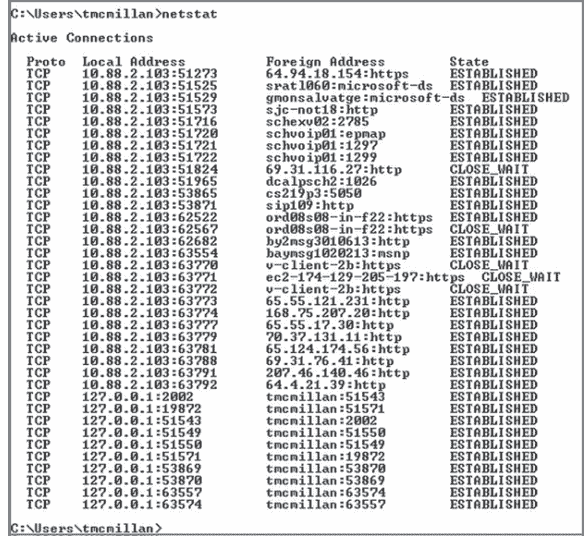 C:\Users\tmcmillan>netstat
Active Connections
Proto Local Address Foreign Address State
TCP 10.88.2.103:51273 64.94.18.154:https ESTABLISHED
TCP 10.88.2.103:51525 sratl060:microsoft-ds ESTABLISHED
TCP 10.88.2.103:51529 gmonsalvatge:microsoft-ds ESTABLISHED
TCP 10.88.2.103:51573 sjc-not18:http ESTABLISHED
TCP 10.88.2.103:51716 schexv02:2785 ESTABLISHED
TCP 10.88.2.103:51720 schvoip01:epmap ESTABLISHED
TCP 10.88.2.103:51721 schvoip01:1297 ESTABLISHED
TCP 10.88.2.103:51722 schvoip01:1299 ESTABLISHED
TCP 10.88.2.103:51824 69.31.116.27:http CLOSE_WAIT
TCP 10.88.2.103:51965 dcalpsch2:1026 ESTABLISHED
TCP 10.88.2.103:53865 cs219p3:5050 ESTABLISHED
TCP 10.88.2.103:53871 sip109:http ESTABLISHED
TCP 10.88.2.103:62522 ord08s08-in-f22:https ESTABLISHED
TCP 10.88.2.103:62567 ord08s08-in-f22:https CLOSE_WAIT
TCP 10.88.2.103:62682 by2msg3010613:http ESTABLISHED
TCP 10.88.2.103:63554 baymsg1020213:msnp ESTABLISHED
TCP 10.88.2.103:63770 v-client-2b:https CLOSE_WAIT
TCP 10.88.2.103:63771 ec2-174-129-205-197:https CLOSE_WAIT
TCP 10.88.2.103:63772 v-client-2b:https CLOSE_WAIT
TCP 10.88.2.103:63773 65.55.121.231:http ESTABLISHED
TCP 10.88.2.103:63774 168.75.207.20:http ESTABLISHED
TCP 10.88.2.103:63777 65.55.17.30:http ESTABLISHED
TCP 10.88.2.103:63779 70.37.131.11:http ESTABLISHED
TCP 10.88.2.103:63781 65.124.174.56:http ESTABLISHED
TCP 10.88.2.103:63788 69.31.76.41:http ESTABLISHED
TCP 10.88.2.103:63791 207.46.140.46:http ESTABLISHED
TCP 10.88.2.103:63792 64.4.21.39:http ESTABLISHED
TCP 127.0.0.1:2002 tmcmillan:51543 ESTABLISHED
TCP 127.0.0.1:19872 tmcmillan:51571 ESTABLISHED
TCP 127.0.0.1:51543 tmcmillan:2002 ESTABLISHED
TCP 127.0.0.1:51549 tmcmillan:51550 ESTABLISHED
TCP 127.0.0.1:51550 tmcmillan:51549 ESTABLISHED
TCP 127.0.0.1:51571 tmcmillan:19872 ESTABLISHED
TCP 127.0.0.1:53869 tmcmillan:53870 ESTABLISHED
TCP 127.0.0.1:53870 tmcmillan:53869 ESTABLISHED
TCP 127.0.0.1:63557 tmcmillan:63574 ESTABLISHED
TCP 127.0.0.1:63574 tmcmillan:63557 ESTABLISHED
C:\Users\tmcmillan>